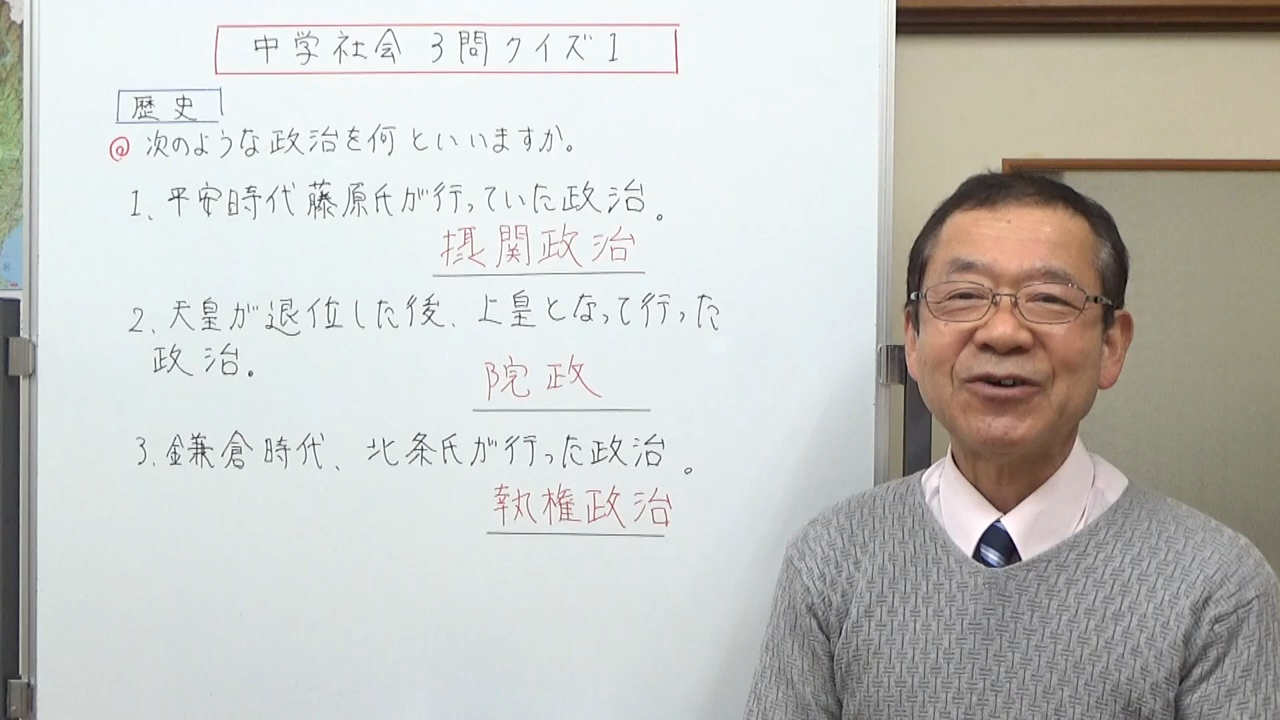 中学社会 3問クイズ1
歴史
@ 次のような政治を何といいますか。
1、平安時代藤原氏が行っていた政治。
摂関政治
2、天皇が退位した後、上皇となって行った
政治。
院政
3、鎌倉時代、北条氏が行った政治。
執権政治